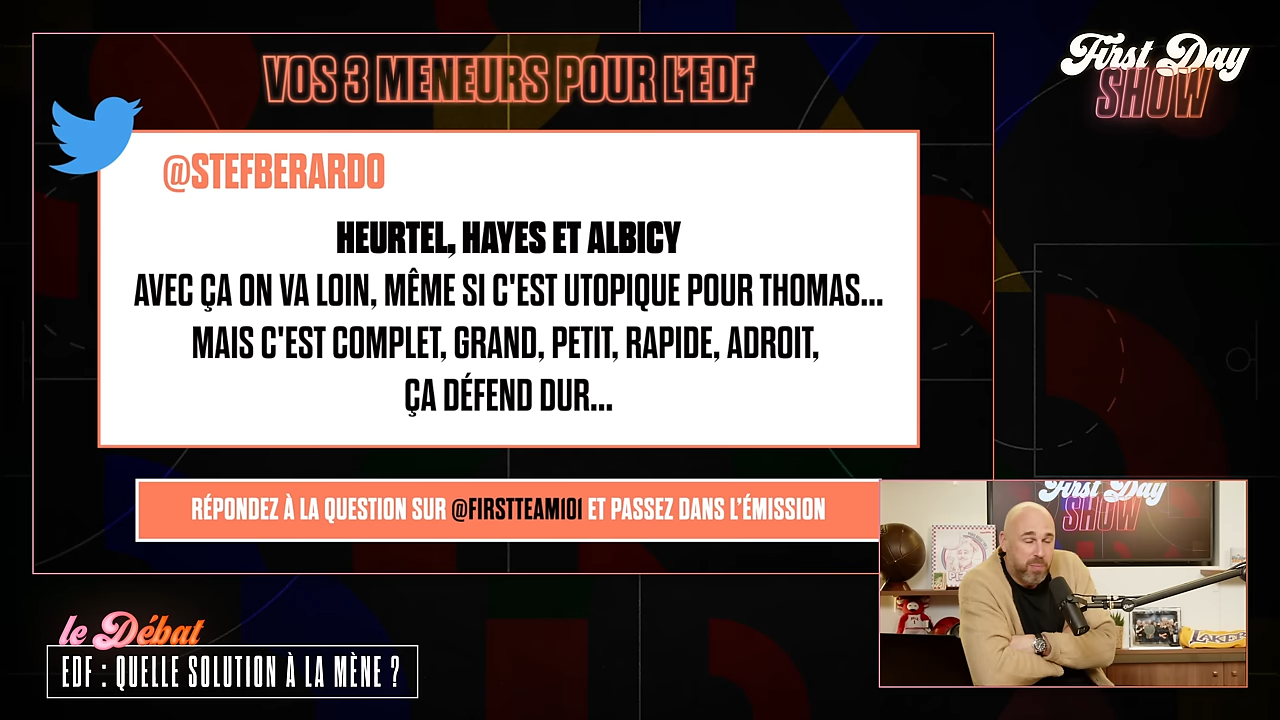 First Day
SHOW
VOS 3 MENEURS POUR L'EDF
@STEFBERARDO
HEURTEL, HAYES ET ALBICY
AVEC ÇA ON VA LOIN, MÊME SI C'EST UTOPIQUE POUR THOMAS...
MAIS C'EST COMPLET, GRAND, PETIT, RAPIDE, ADROIT,
ÇA DÉFEND DUR...
RÉPONDEZ À LA QUESTION SUR @FIRSTTEAM101 ET PASSEZ DANS L'ÉMISSION
First Day
SHOW
LAKERS
le Débat
EDF : QUELLE SOLUTION À LA MÈNE ?